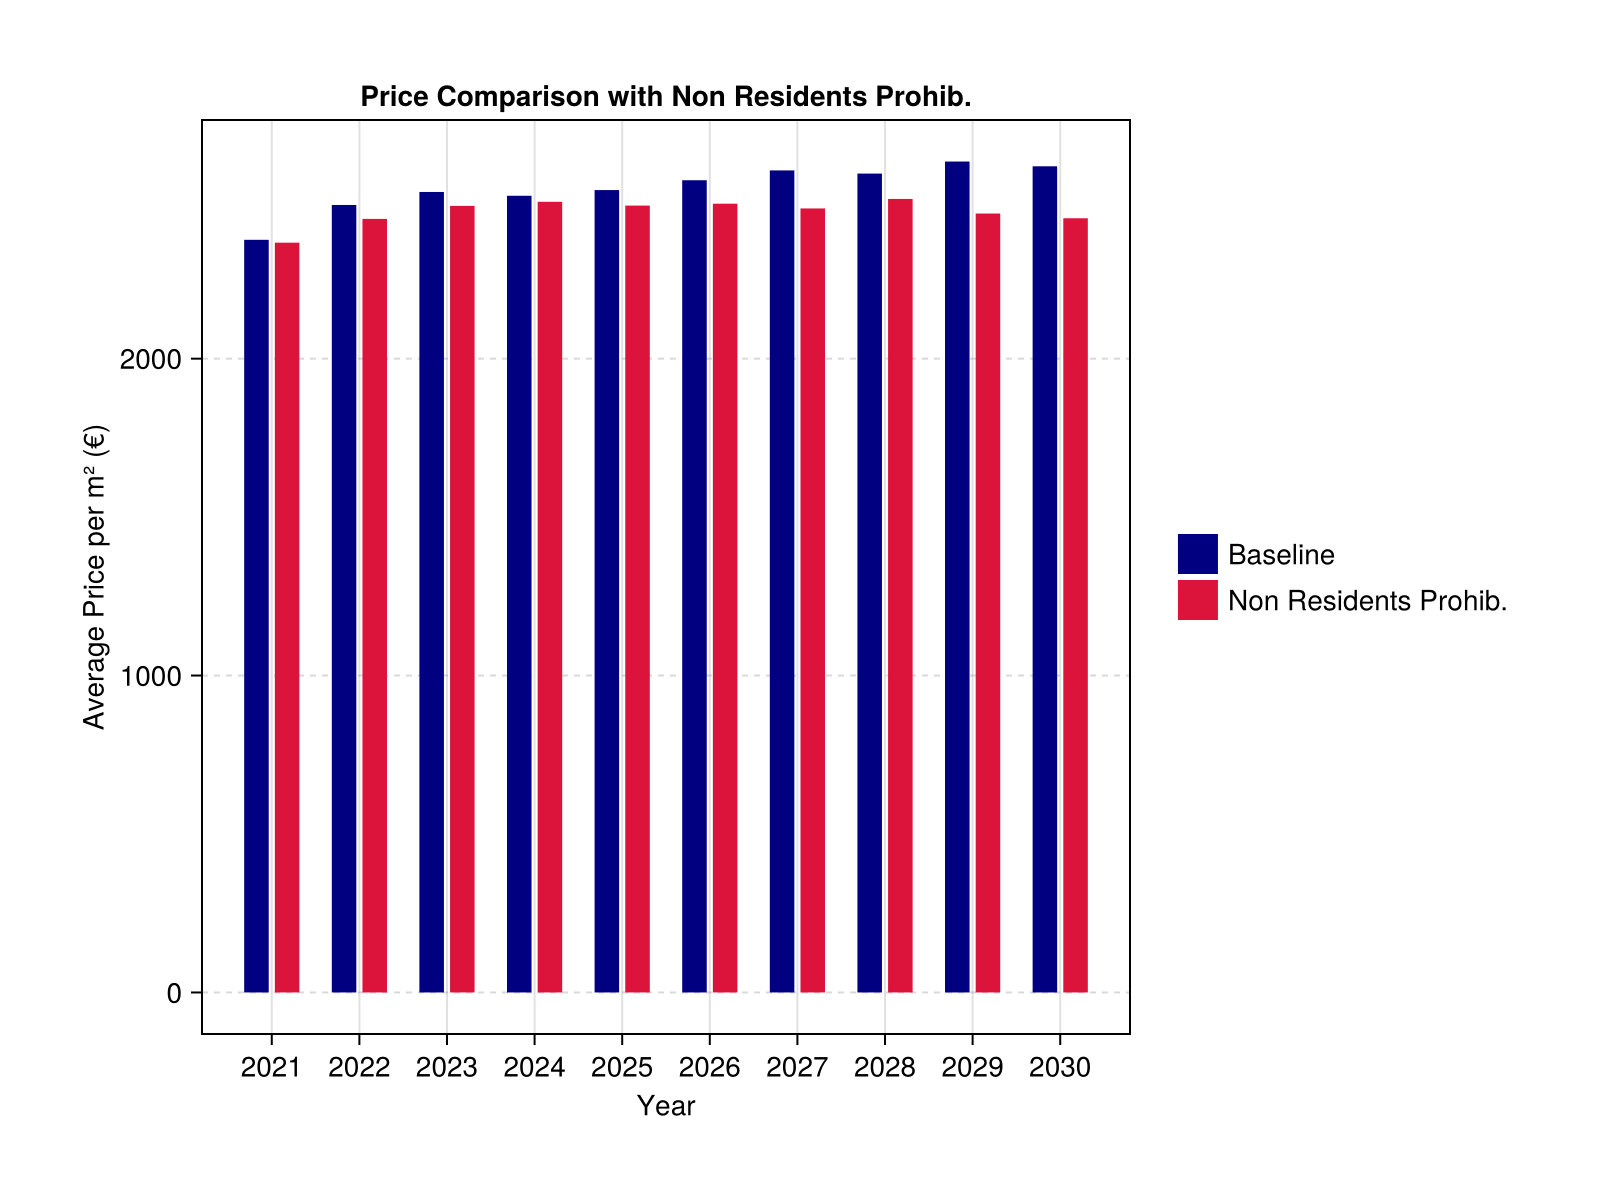 Price Comparison with Non Residents Prohib.
Average Price per m² (€)
2000
1000
0
2021 2022 2023 2024 2025 2026 2027 2028 2029 2030
Year
Baseline
Non Residents Prohib.